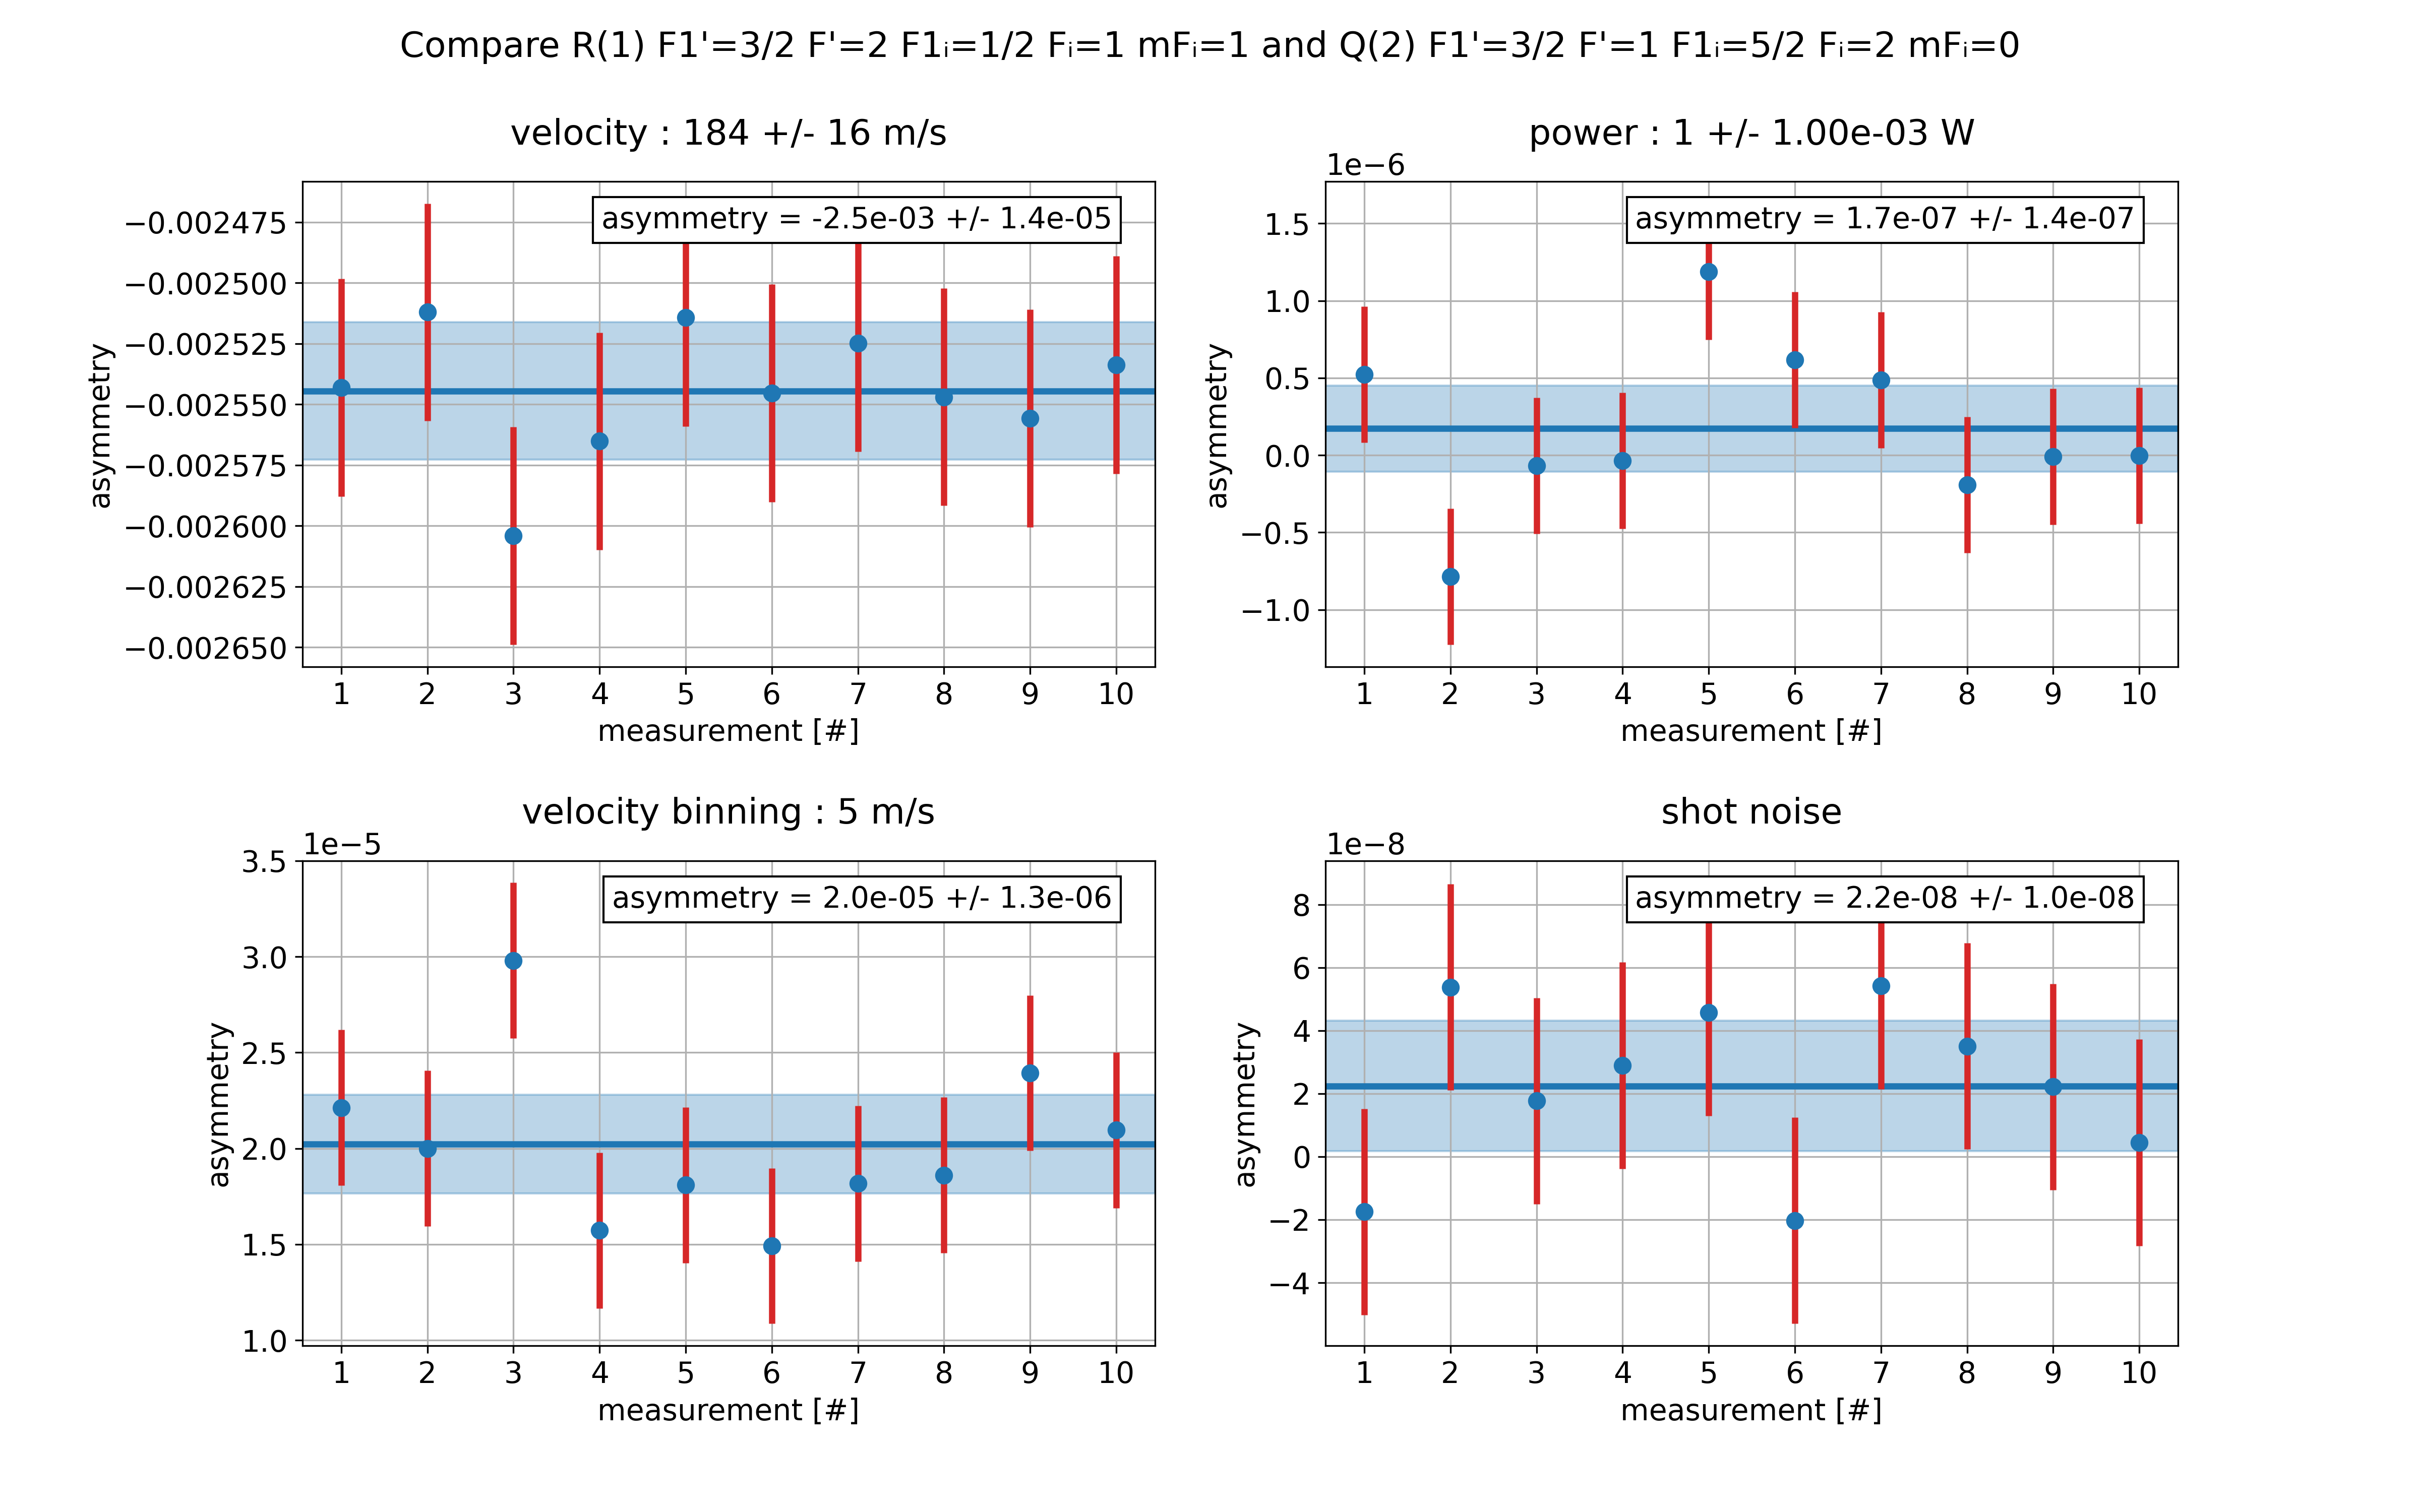 Compare R(1) F1'=3/2 F'=2 F1ᵢ=1/2 Fᵢ=1 mFᵢ=1 and Q(2) F1'=3/2 F'=1 F1ᵢ=5/2 Fᵢ=2 mFᵢ=0
velocity : 184 +/- 16 m/s
asymmetry = -2.5e-03 +/- 1.4e-05
−0.002475
−0.002500
−0.002525
−0.002550
−0.002575
−0.002600
−0.002625
−0.002650
asymmetry
1 2 3 4 5 6 7 8 9 10
measurement [#]
power : 1 +/- 1.00e-03 W
1e−6
asymmetry = 1.7e-07 +/- 1.4e-07
1.5
1.0
0.5
0.0
−0.5
−1.0
asymmetry
1 2 3 4 5 6 7 8 9 10
measurement [#]
velocity binning : 5 m/s
1e−5
asymmetry = 2.0e-05 +/- 1.3e-06
3.5
3.0
2.5
2.0
1.5
1.0
asymmetry
1 2 3 4 5 6 7 8 9 10
measurement [#]
shot noise
1e−8
asymmetry = 2.2e-08 +/- 1.0e-08
8
6
4
2
0
−2
−4
asymmetry
1 2 3 4 5 6 7 8 9 10
measurement [#]